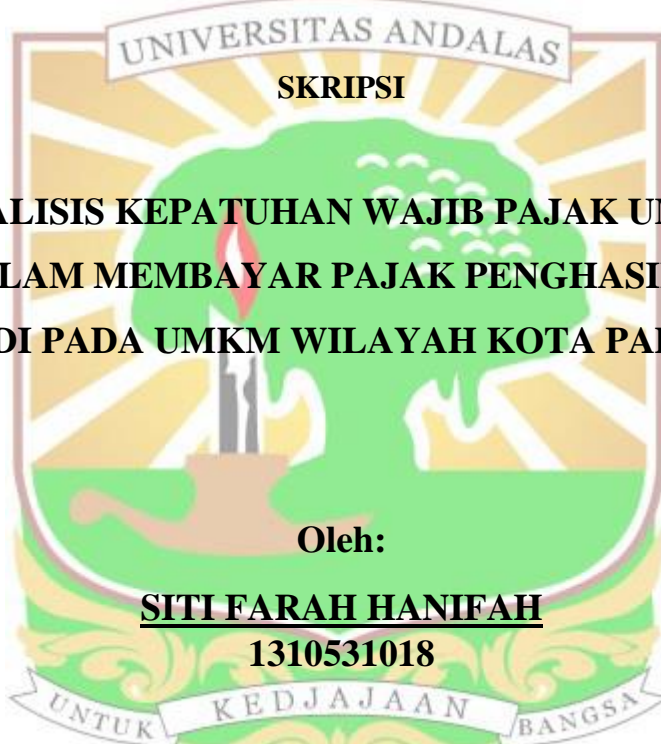 UNIVERSITAS ANDALAS
SKRIPSI
ALISIS KEPATUHAN WAJIB PAJAK UM
LAM MEMBAYAR PAJAK PENGHASI
DI PADA UMKM WILAYAH KOTA PA
Oleh:
SITI FARAH HANIFAH
1310531018
UNTUK KEDJAJAAN BANGSA